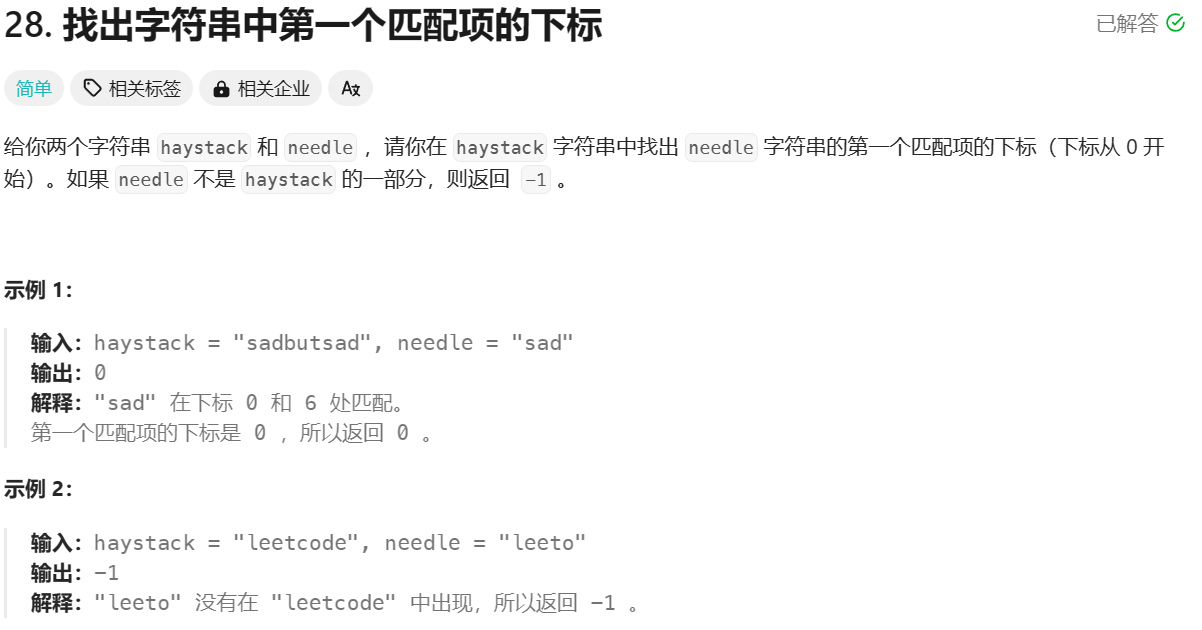 28. 找出字符串中第一个匹配项的下标
已解答
简单 相关标签 相关企业 Ax
给你两个字符串 haystack 和 needle ，请你在 haystack 字符串中找出 needle 字符串的第一个匹配项的下标（下标从 0 开
始）。如果 needle 不是 haystack 的一部分，则返回 -1 。
示例 1：
输入：haystack = "sadbutsad", needle = "sad"
输出：0
解释："sad" 在下标 0 和 6 处匹配。
第一个匹配项的下标是 0 ，所以返回 0 。
示例 2：
输入：haystack = "leetcode", needle = "leeto"
输出：-1
解释："leeto" 没有在 "leetcode" 中出现，所以返回 -1 。